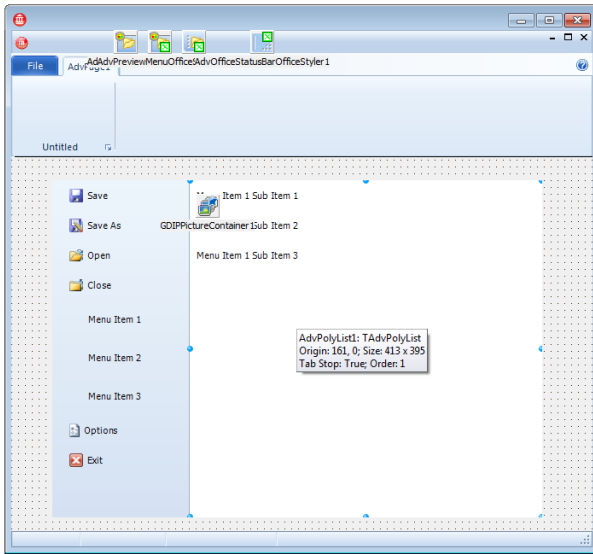 File
AdvPage1
AdAdvPreviewMenuOfficeSAdvOfficeStatusBarOfficeStyler1
Untitled
Save
Item 1 Sub Item 1
Save As
GDIPPictureContainer1
Sub Item 2
Open
Menu Item 1 Sub Item 3
Close
Menu Item 1
AdvPolyList1: TAdvPolyList
Origin: 161, 0; Size: 413 x 395
Tab Stop: True; Order: 1
Menu Item 2
Menu Item 3
Options
Exit